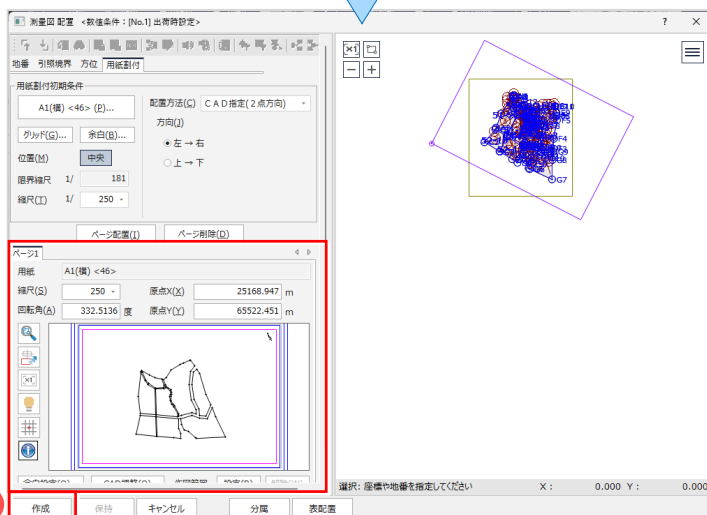 測量図 配置 <数値条件：[No.1] 出荷時設定>
地番 引照境界 方位 用紙割付
用紙割付初期条件
A1(横) <46> (P)...
配置方法(C) ＣＡＤ指定(２点方向)
方向(J)
グリッド(G)... 余白(B)...
左 → 右
位置(M) 中央
上 → 下
限界縮尺 1/ 181
縮尺(T) 1/ 250
ページ配置(I) ページ削除(D)
ページ1
用紙 A1(横) <46>
縮尺(S) 250 原点X(X) 25168.947 m
回転角(A) 332.5136 度 原点Y(Y) 65522.451 m
G7
選択: 座標や地番を指定してください X : 0.000 Y : 0.000
作成 保持 キャンセル 分属 表配置